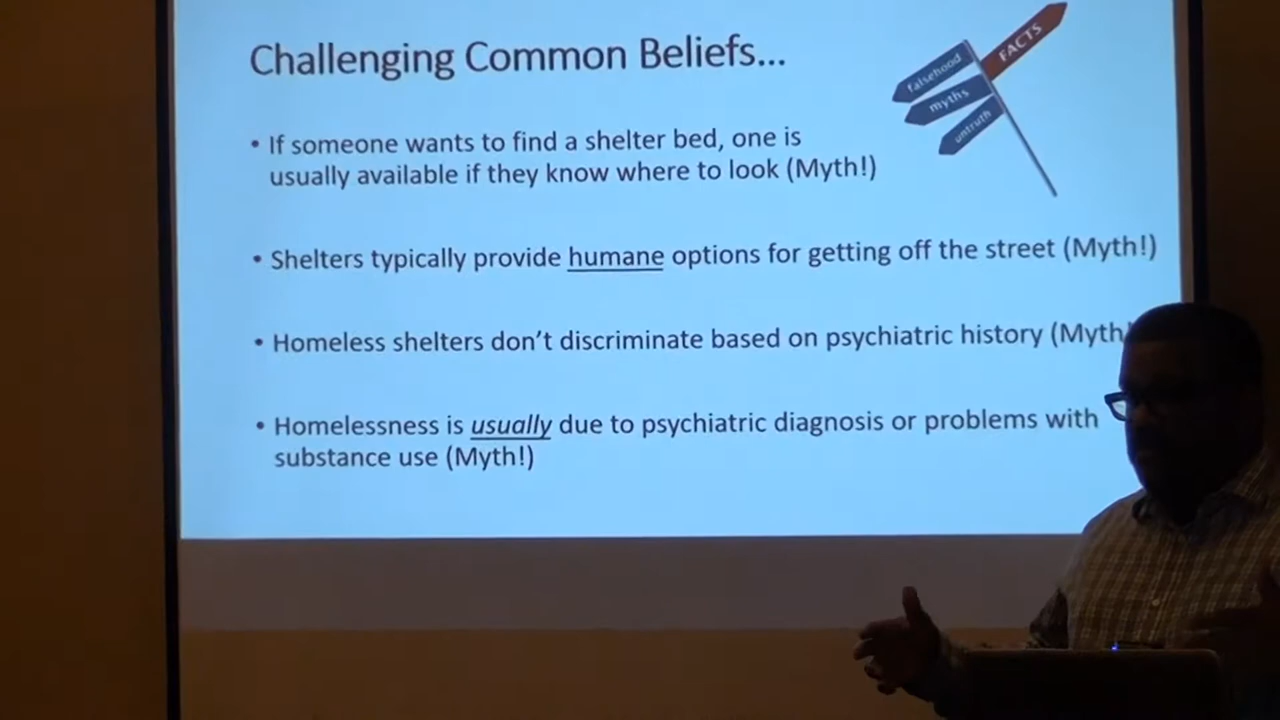 Challenging Common Beliefs...
FACTS
falsehood
myths
untruth
• If someone wants to find a shelter bed, one is
usually available if they know where to look (Myth!)
• Shelters typically provide humane options for getting off the street (Myth!)
• Homeless shelters don't discriminate based on psychiatric history (Myth
• Homelessness is usually due to psychiatric diagnosis or problems with
substance use (Myth!)